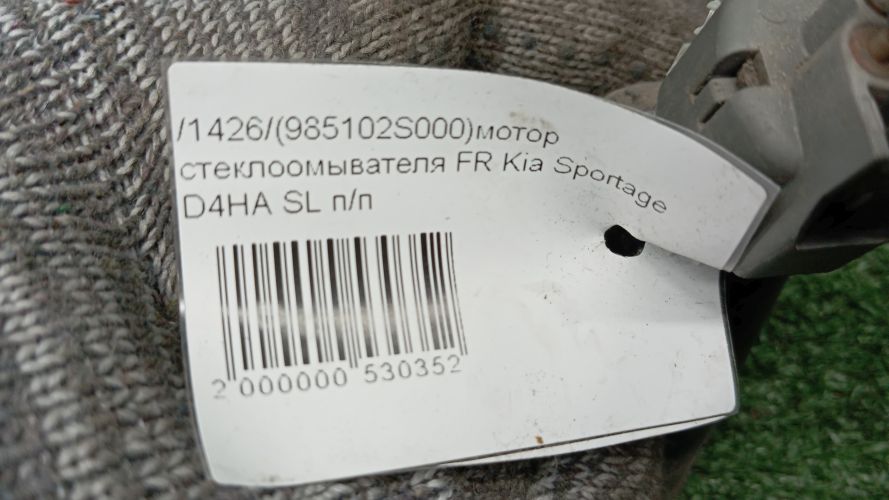 /1426/(985102S000)мотор
стеклоомывателя FR Kia Sportage
D4HA SL п/п
2 000000 530352